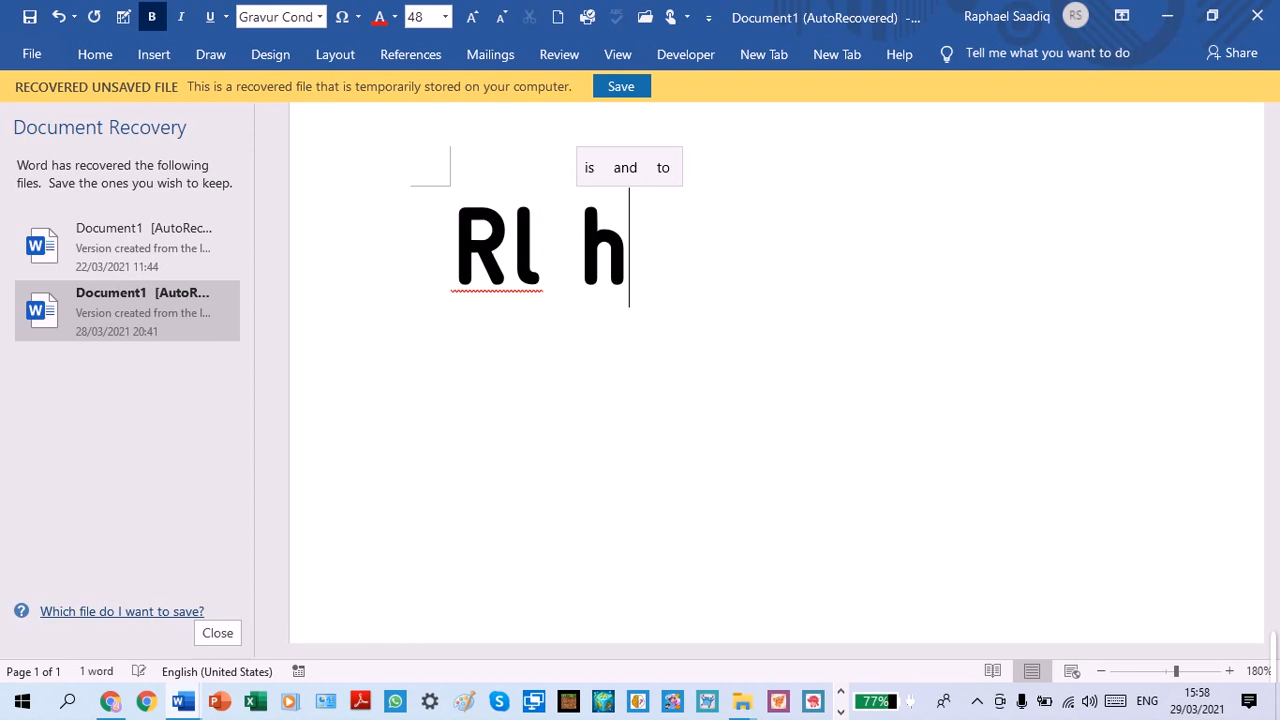 Gravur Cond
48
Document1 (AutoRecovered) -...
Raphael Saadiq
RS
File
Home
Insert
Draw
Design
Layout
References
Mailings
Review
View
Developer
New Tab
New Tab
Help
Tell me what you want to do
Share
RECOVERED UNSAVED FILE This is a recovered file that is temporarily stored on your computer.
Save
Document Recovery
Word has recovered the following
files. Save the ones you wish to keep.
Document1 [AutoRec...
Version created from the l...
22/03/2021 11:44
Document1 [AutoR...
Version created from the l...
28/03/2021 20:41
Which file do I want to save?
Close
is and to
Rl h
Page 1 of 1
1 word
English (United States)
180%
77%
ENG
15:58
29/03/2021